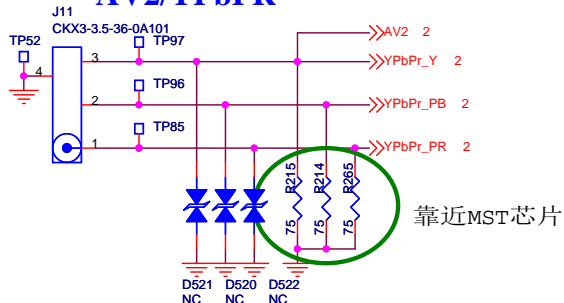 AV2/YPbPR
J11
CKX3-3.5-36-0A101
TP52
TP97
AV2 2
4
3
YPbPr_Y 2
TP96
2
YPbPr_PB 2
TP85
1
YPbPr_PR 2
R215
R214
R265
75
75
75
靠近MST芯片
D521 D520 D522
NC NC NC